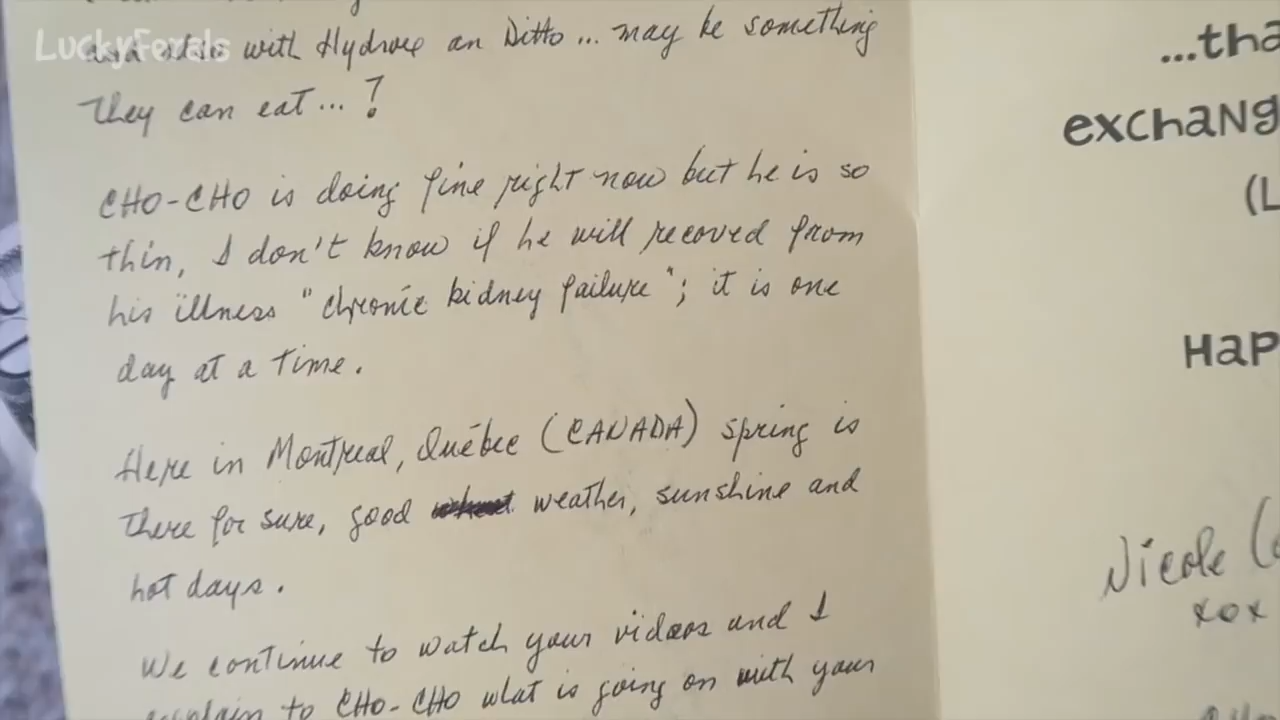 LuckyFerals
with Hydroee an Ditto... may be something
They can eat...?
CHO-CHO is doing fine right now but he is so
thin, I don't know if he will recoved from
his illness "chronic kidney failure"; it is one
day at a time.
Here in Montreal, Québec (CANADA) spring is
there for sure, good weather, sunshine and
hot days.
We continue to watch your videos and I
explain to CHO-CHO what is going on with your
...tha
exchang
(L
Hap
Nicole
xox